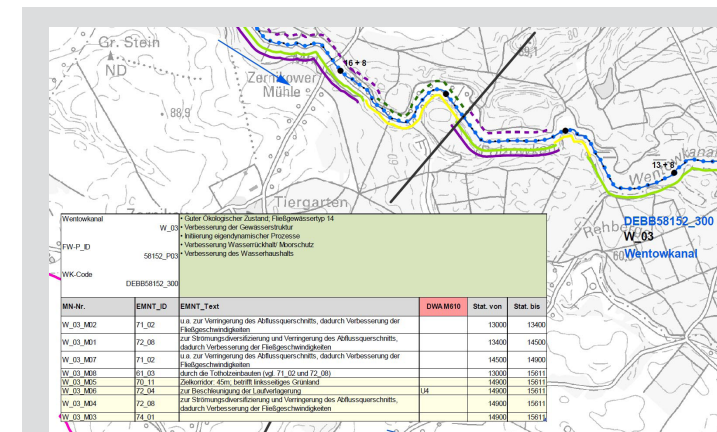 Gr. Stein
ND
88,9
Zermower
Mühle
16+8
69,1
13+8
Tiergarten
DEBB58152_300
W_03
Wentowkanal
Wentowkanal
W_03
FW-P_ID
58152_P03
WK-Code
DEBB58152_300
• Guter Ökologischer Zustand; Fließgewässertyp 14
• Verbesserung der Gewässerstruktur
• Initiierung eigendynamischer Prozesse
• Verbesserung Wasserrückhalt/ Moorschutz
• Verbesserung des Wasserhaushalts
MN-Nr. EMNT_ID EMNT_Text DWA M610 Stat. von Stat. bis
W_03_M02 71_02 u.a. zur Verringerung des Abflussquerschnitts, dadurch Verbesserung der
Fließgeschwindigkeiten 13000 13400
W_03_M01 72_08 zur Strömungsdiversifizierung und Verringerung des Abflussquerschnitts,
dadurch Verbesserung der Fließgeschwindigkeiten 13400 14500
W_03_M07 71_02 u.a. zur Verringerung des Abflussquerschnitts, dadurch Verbesserung der
Fließgeschwindigkeiten 14500 14900
W_03_M08 61_03 durch die Totholzeinbauten (vgl. 71_02 und 72_08) 13000 15611
W_03_M05 70_11 Zielkorridor: 45m; betrifft linksseitiges Grünland 14900 15611
W_03_M06 72_04 zur Beschleunigung der Laufverlagerung U4 14900 15611
W_03_M04 72_08 zur Strömungsdiversifizierung und Verringerung des Abflussquerschnitts,
dadurch Verbesserung der Fließgeschwindigkeiten 14900 15611
W_03_M03 74_01 14900 15611